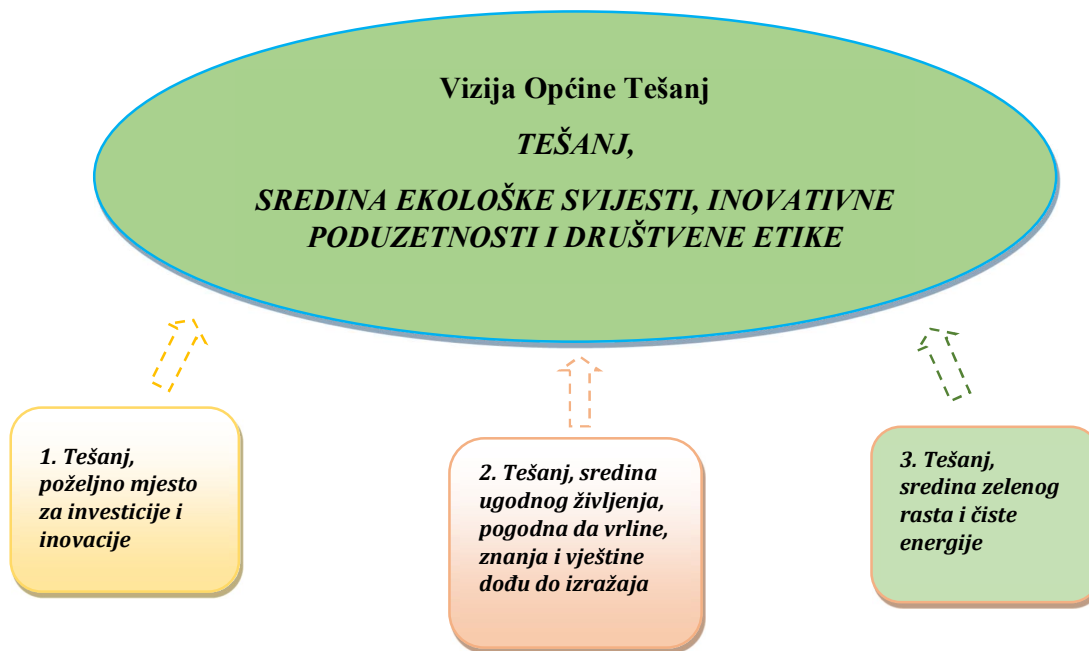 Vizija Općine Tešanj
TEŠANJ,
SREDINA EKOLOŠKE SVIJESTI, INOVATIVNE
PODUZETNOSTI I DRUŠTVENE ETIKE
1. Tešanj,
poželjno mjesto
za investicije i
inovacije
2. Tešanj, sredina
ugodnog življenja,
pogodna da vrline,
znanja i vještine
dođu do izražaja
3. Tešanj,
sredina zelenog
rasta i čiste
energije